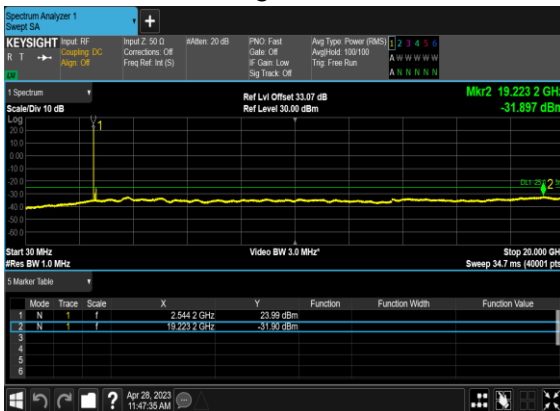 Spectrum Analyzer 1
Swept SA
KEYSIGHT Input: RF Input Z: 50 Ω #Atten: 20 dB PNO: Fast Avg Type: Power (RMS) 1 2 3 4 5 6
R T Coupling: DC Corrections: Off Gate: Off Avg|Hold: 100/100 A W W W W W
Align: Off Freq Ref: Int (S) IF Gain: Low Trig: Free Run
Sig Track: Off A N N N N N
1 Spectrum Ref Lvl Offset 33.07 dB Mkr2 19.223 2 GHz
Scale/Div 10 dB Ref Level 30.00 dBm -31.897 dBm
Log
20.0
1
10.0
0.00
-10.0
-20.0
2
-30.0
-40.0
-50.0
-60.0
Start 30 MHz Video BW 3.0 MHz* Stop 20.000 GH
#Res BW 1.0 MHz Sweep 34.7 ms (40001 pts
5 Marker Table
Mode Trace Scale X Y Function Function Width Function Value
1 N 1 f 2.544 2 GHz 23.99 dBm
2 N 1 f 19.223 2 GHz -31.90 dBm
3
4
5
6
? Apr 28, 2023
11:47:35 AM